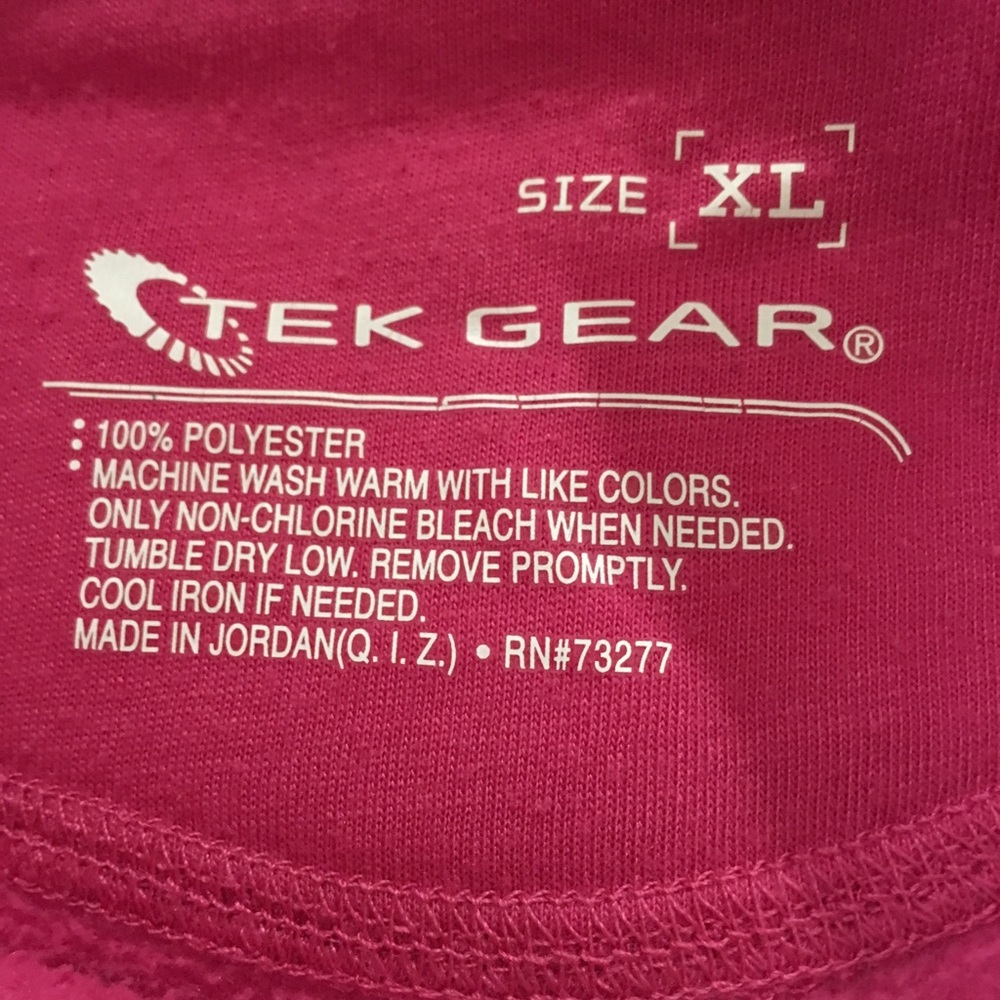 SIZE XL
TEK GEAR®
100% POLYESTER
MACHINE WASH WARM WITH LIKE COLORS.
ONLY NON-CHLORINE BLEACH WHEN NEEDED.
TUMBLE DRY LOW. REMOVE PROMPTLY.
COOL IRON IF NEEDED.
MADE IN JORDAN(Q. I. Z.) • RN#73277